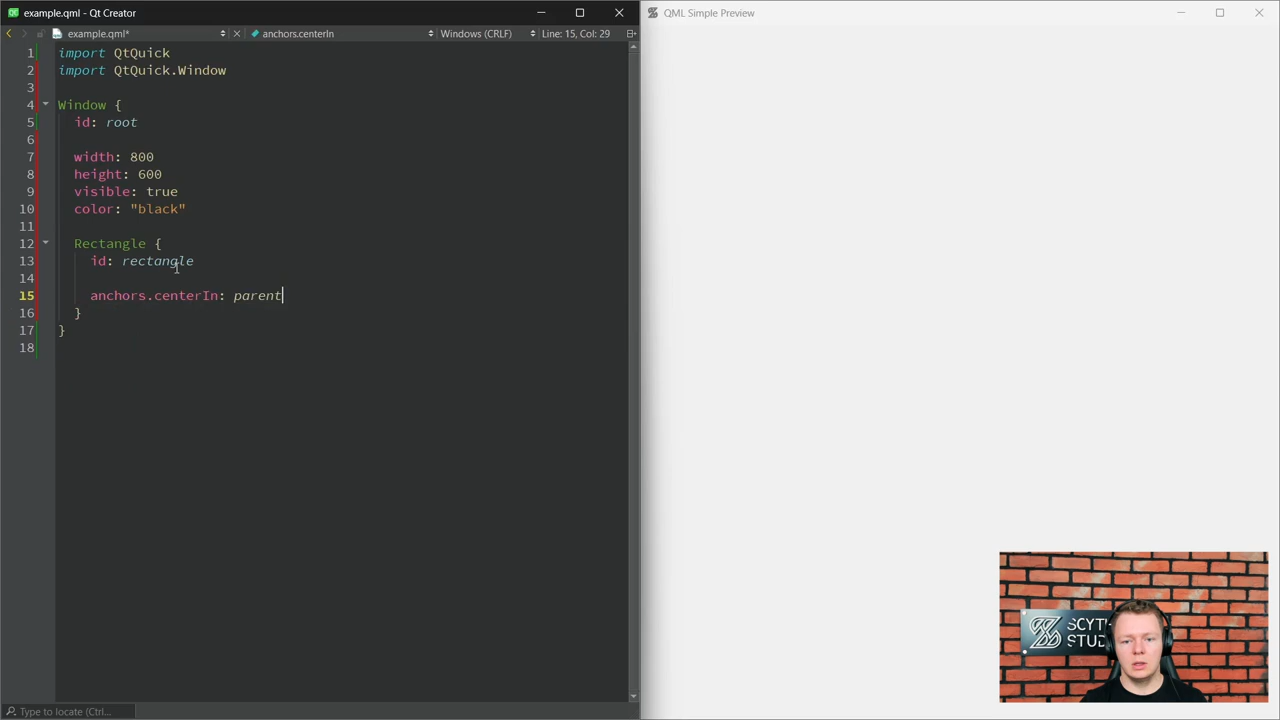 example.qml - Qt Creator
QML Simple Preview
example.qml*
anchors.centerIn
Windows (CRLF)
Line: 15, Col: 29
1 import QtQuick
2 import QtQuick.Window
3
4 Window {
5 id: root
6
7 width: 800
8 height: 600
9 visible: true
10 color: "black"
11
12 Rectangle {
13 id: rectangle
14
15 anchors.centerIn: parent
16 }
17 }
18
Type to locate (Ctrl...